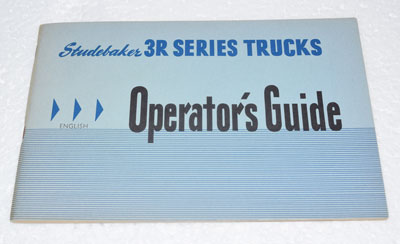 Studebaker 3R SERIES TRUCKS
ENGLISH
Operator's Guide